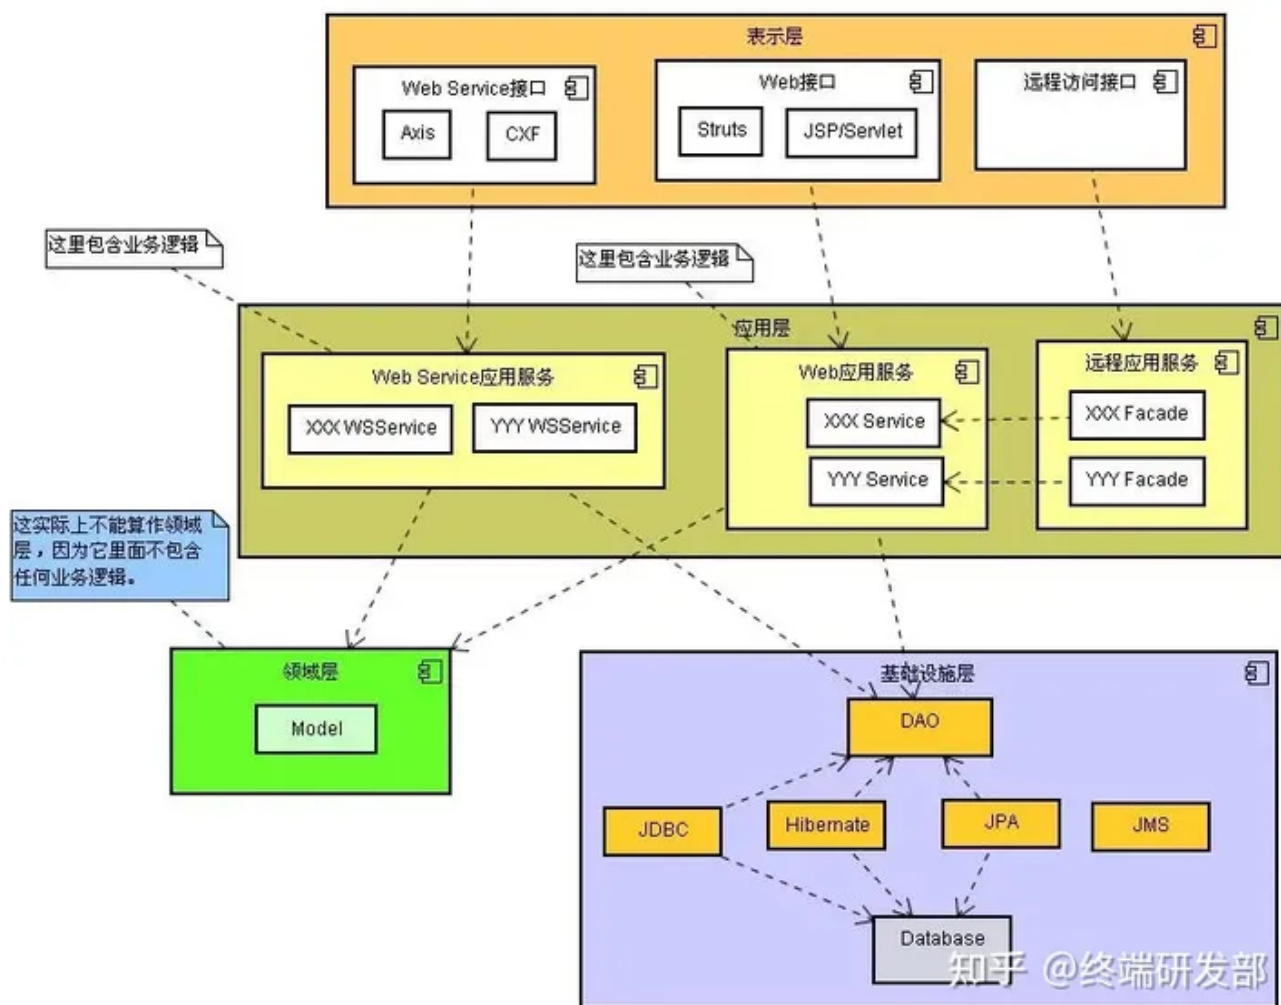 表示层
Web Service接口
Axis
CXF
Web接口
Struts
JSP/Servlet
远程访问接口
这里包含业务逻辑
这里包含业务逻辑
应用层
Web Service应用服务
XXX WSService
YYY WSService
Web应用服务
XXX Service
YYY Service
远程应用服务
XXX Facade
YYY Facade
这实际上不能算作领域
层，因为它里面不包含
任何业务逻辑。
领域层
Model
基础设施层
DAO
JDBC
Hibernate
JPA
JMS
Database
知乎 @终端研发部